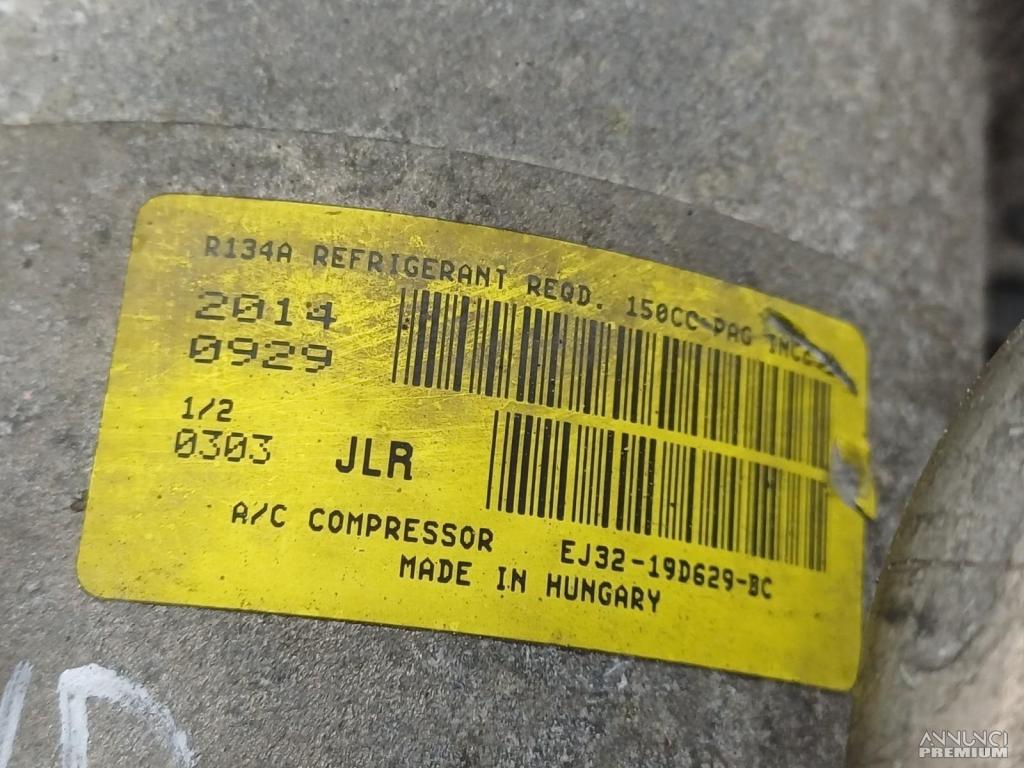 R134A REFRIGERANT REQD. 150CC PAG
2014
0929
1/2
0303 JLR
A/C COMPRESSOR EJ32-19D629-BC
MADE IN HUNGARY
ANNUNCI
PREMIUM